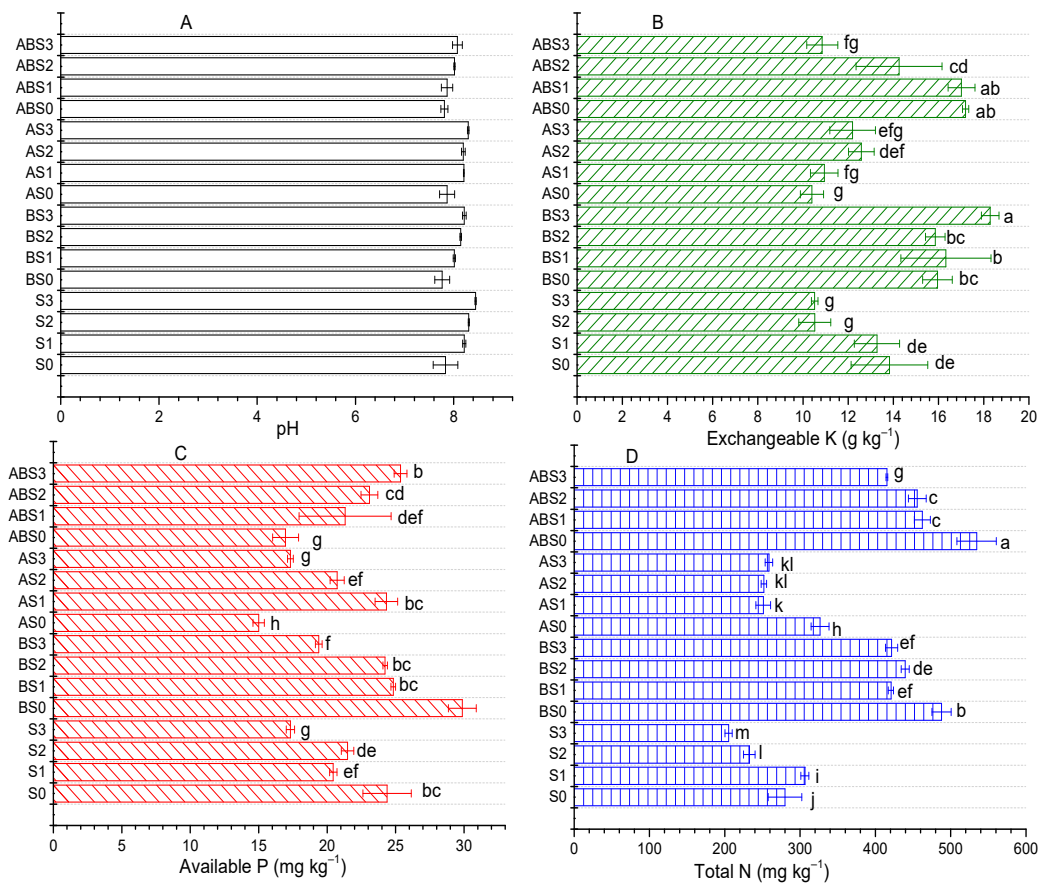 A
ABS3
ABS2
ABS1
ABS0
AS3
AS2
AS1
AS0
BS3
BS2
BS1
BS0
S3
S2
S1
S0
0 2 4 6 8
pH
B
ABS3 fg
ABS2 cd
ABS1 ab
ABS0 ab
AS3 efg
AS2 def
AS1 fg
AS0 g
BS3 a
BS2 bc
BS1 b
BS0 bc
S3 g
S2 g
S1 de
S0 de
0 2 4 6 8 10 12 14 16 18 20
Exchangeable K (g kg⁻¹)
C
ABS3 b
ABS2 cd
ABS1 def
ABS0 g
AS3 g
AS2 ef
AS1 bc
AS0 h
BS3 f
BS2 bc
BS1 bc
BS0
S3 g
S2 de
S1 ef
S0 bc
0 5 10 15 20 25 30
Available P (mg kg⁻¹)
D
ABS3 g
ABS2 c
ABS1 c
ABS0 a
AS3 kl
AS2 kl
AS1 k
AS0 h
BS3 ef
BS2 de
BS1 ef
BS0 b
S3 m
S2 l
S1 i
S0 j
0 100 200 300 400 500 600
Total N (mg kg⁻¹)